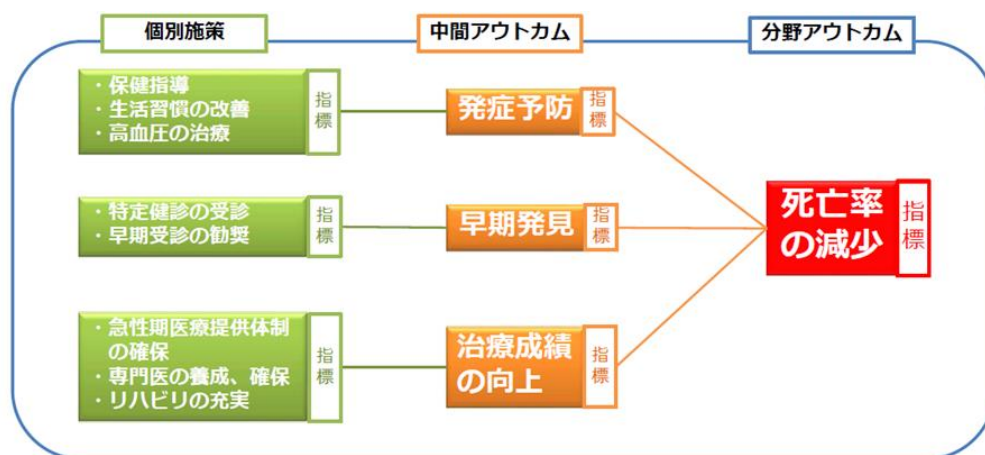 個別施策
中間アウトカム
分野アウトカム
・保健指導
・生活習慣の改善
・高血圧の治療
指標
発症予防
指標
・特定健診の受診
・早期受診の勧奨
指標
早期発見
指標
死亡率
の減少
指標
・急性期医療提供体制
の確保
・専門医の養成、確保
・リハビリの充実
指標
治療成績
の向上
指標